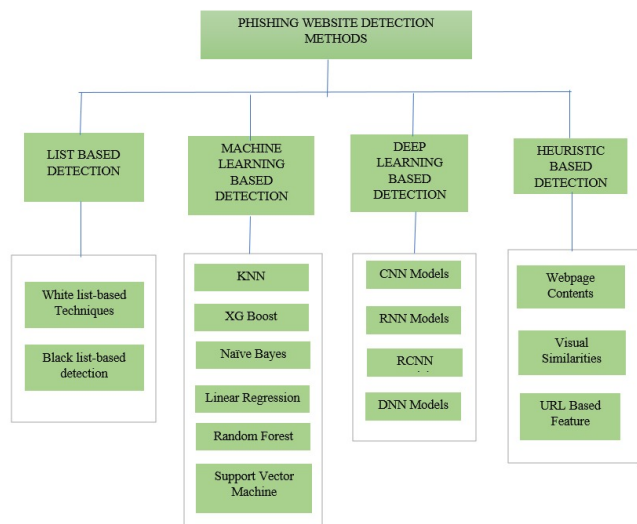 PHISHING WEBSITE DETECTION
METHODS
LIST BASED
DETECTION
MACHINE
LEARNING
BASED
DETECTION
DEEP
LEARNING
BASED
DETECTION
HEURISTIC
BASED
DETECTION
White list-based
Techniques
Black list-based
detection
KNN
XG Boost
Naïve Bayes
Linear Regression
Random Forest
Support Vector
Machine
CNN Models
RNN Models
RCNN
DNN Models
Webpage
Contents
Visual
Similarities
URL Based
Feature